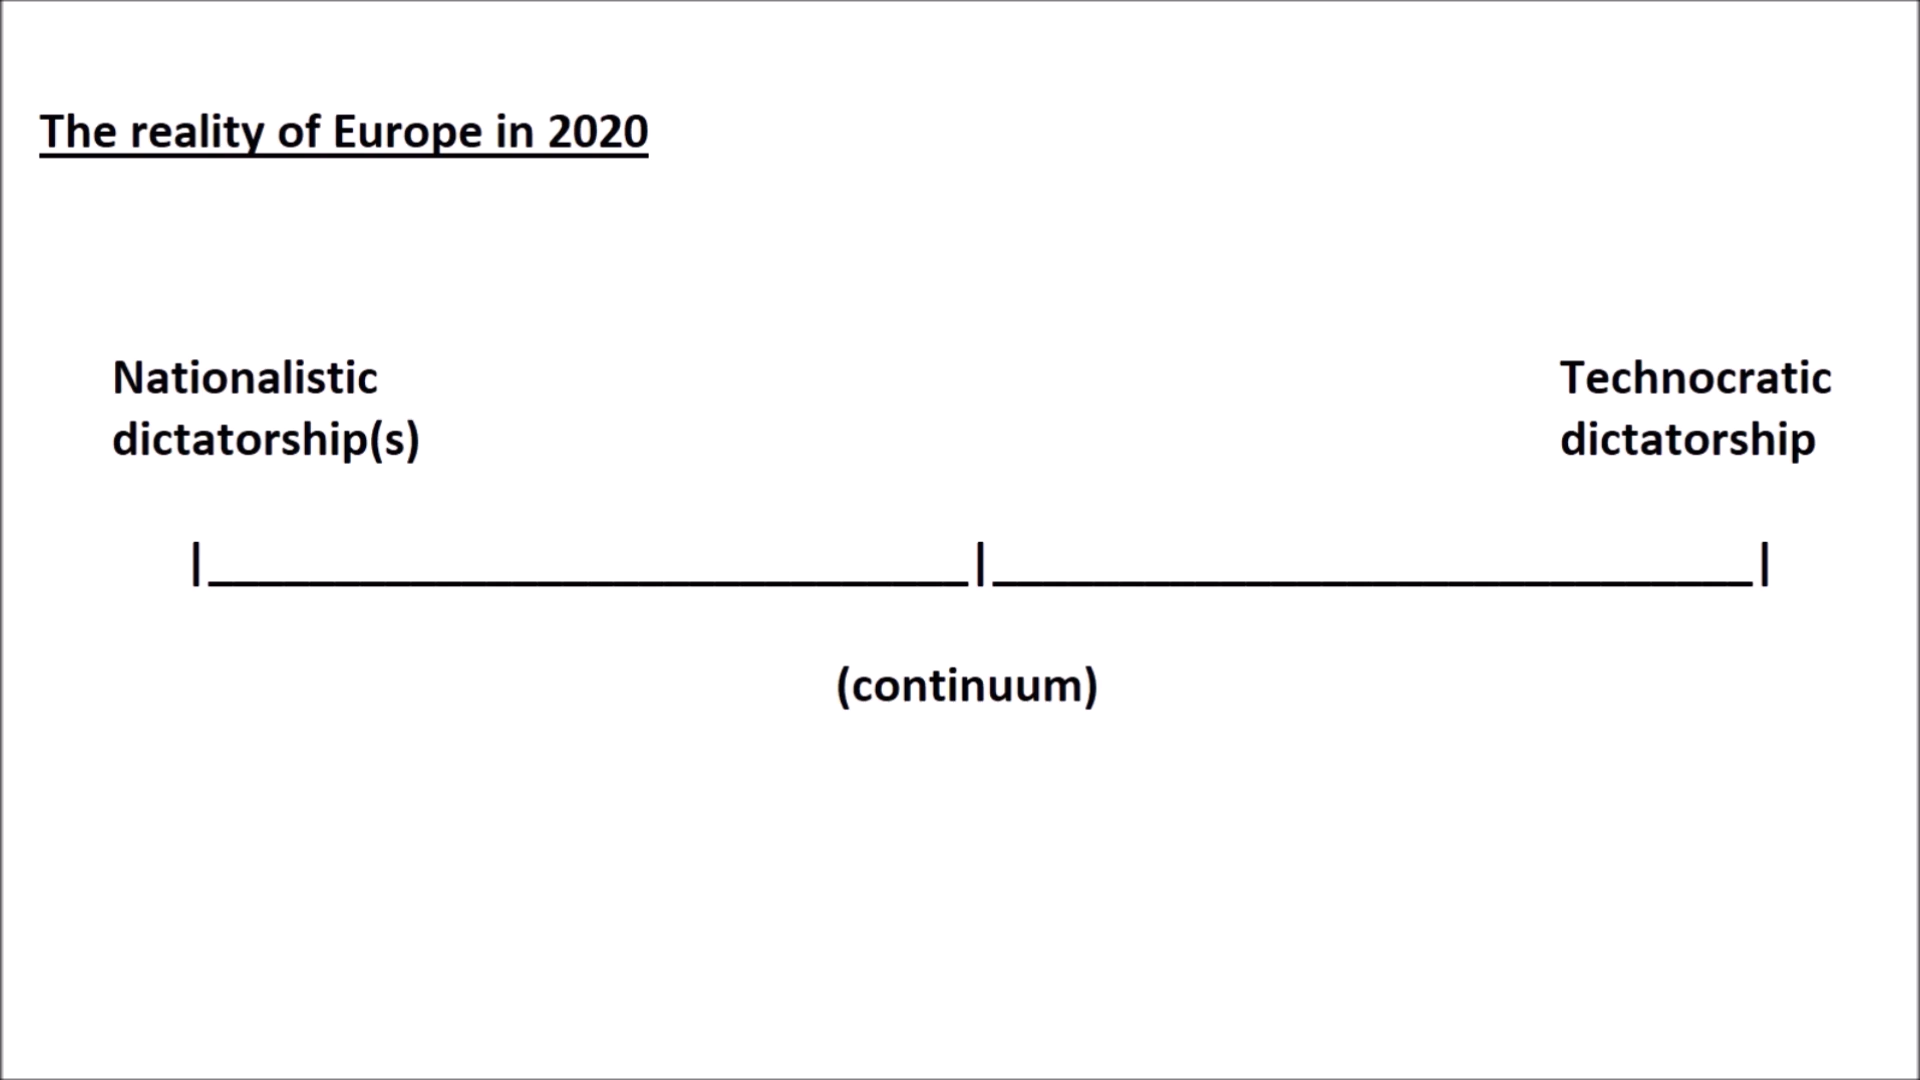 The reality of Europe in 2020
Nationalistic
dictatorship(s)
Technocratic
dictatorship
(continuum)